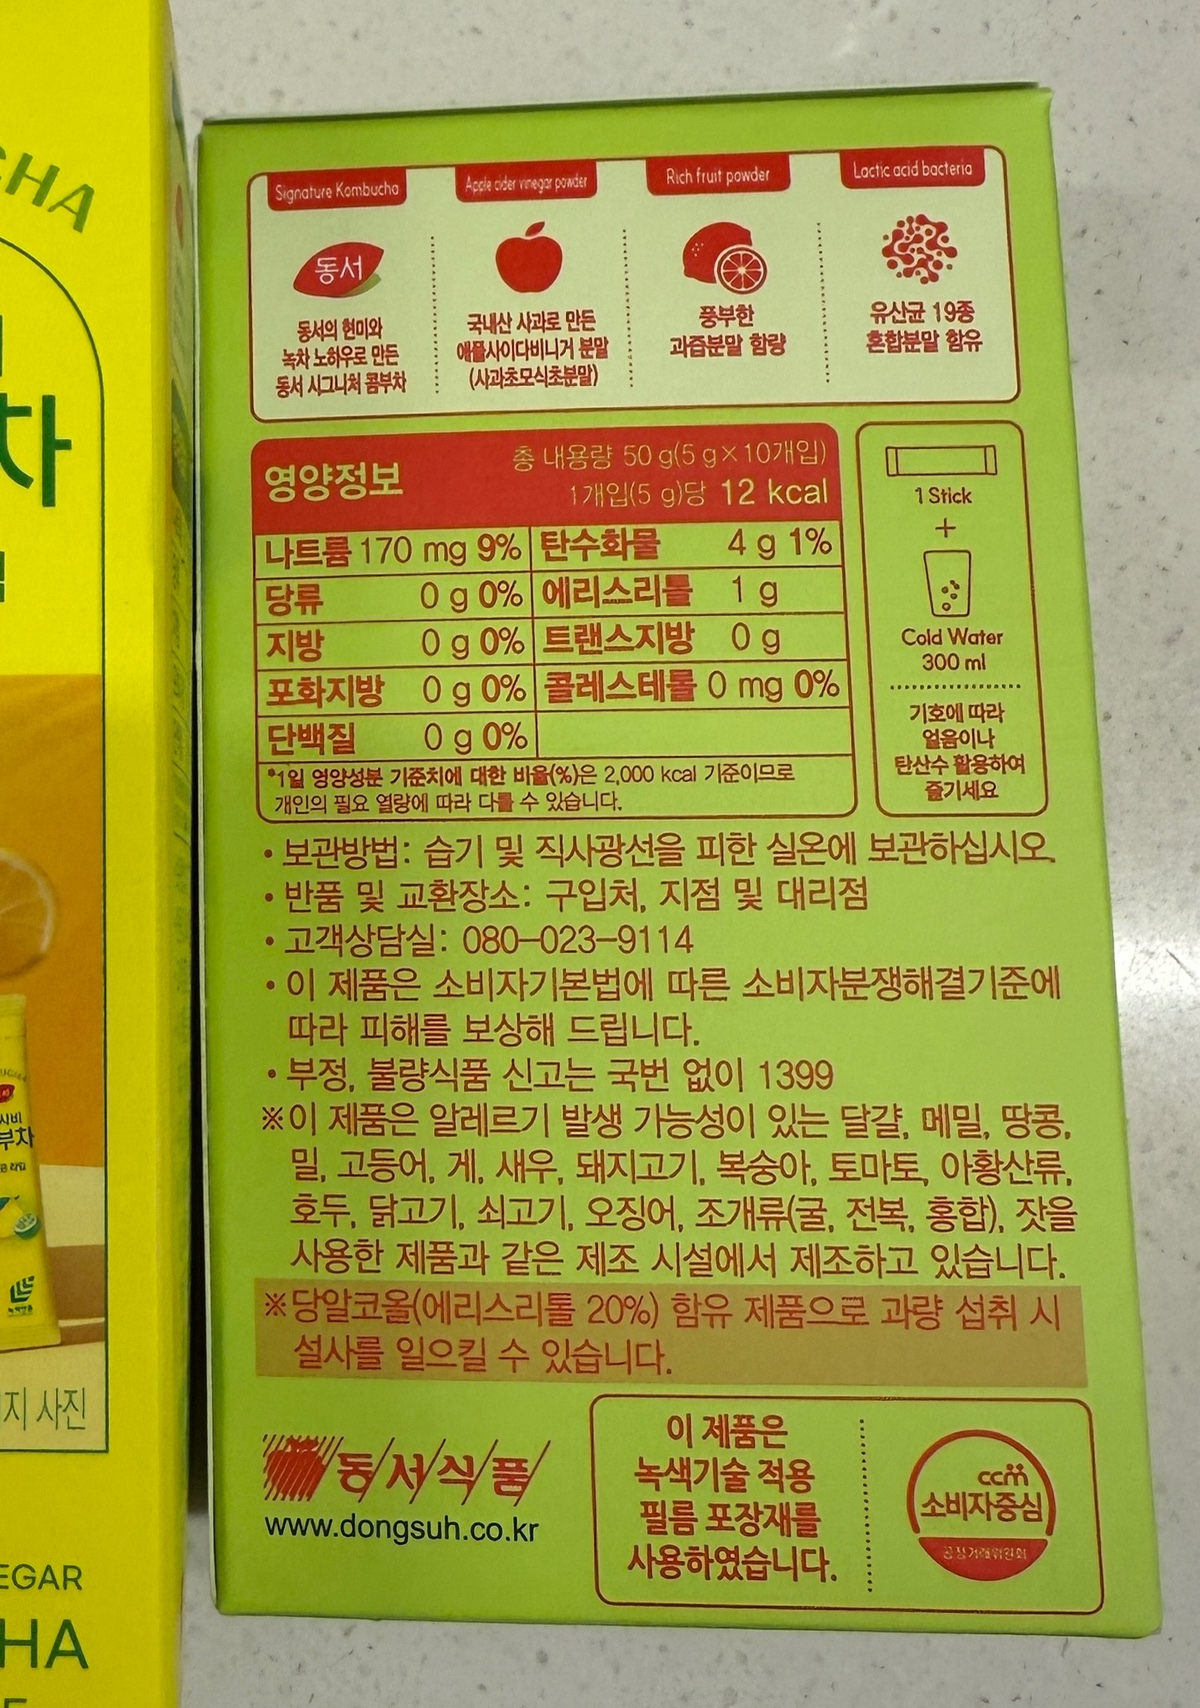 CHA
차
지 사진
EGAR
HA
Signature Kombucha
동서
동서의 현미와
녹차 노하우로 만든
동서 시그니처 콤부차
Apple cider vinegar powder
국내산 사과로 만든
애플사이다비니거 분말
(사과초모식초분말)
Rich fruit powder
풍부한
과즙분말 함량
Lactic acid bacteria
유산균 19종
혼합분말 함유
영양정보
총 내용량 50 g(5 g×10개입)
1개입(5 g)당 12 kcal
나트륨 170 mg 9% 탄수화물 4 g 1%
당류 0 g 0% 에리스리톨 1 g
지방 0 g 0% 트랜스지방 0 g
포화지방 0 g 0% 콜레스테롤 0 mg 0%
단백질 0 g 0%
*1일 영양성분 기준치에 대한 비율(%)은 2,000 kcal 기준이므로
개인의 필요 열량에 따라 다를 수 있습니다.
1 Stick
+
Cold Water
300 ml
기호에 따라
얼음이나
탄산수 활용하여
즐기세요
• 보관방법: 습기 및 직사광선을 피한 실온에 보관하십시오.
• 반품 및 교환장소: 구입처, 지점 및 대리점
• 고객상담실: 080-023-9114
• 이 제품은 소비자기본법에 따른 소비자분쟁해결기준에
따라 피해를 보상해 드립니다.
• 부정, 불량식품 신고는 국번 없이 1399
※이 제품은 알레르기 발생 가능성이 있는 달걀, 메밀, 땅콩,
밀, 고등어, 게, 새우, 돼지고기, 복숭아, 토마토, 아황산류,
호두, 닭고기, 쇠고기, 오징어, 조개류(굴, 전복, 홍합), 잣을
사용한 제품과 같은 제조 시설에서 제조하고 있습니다.
※당알코올(에리스리톨 20%) 함유 제품으로 과량 섭취 시
설사를 일으킬 수 있습니다.
동서식품
www.dongsuh.co.kr
이 제품은
녹색기술 적용
필름 포장재를
사용하였습니다.
ccm
소비자중심
공정거래위원회